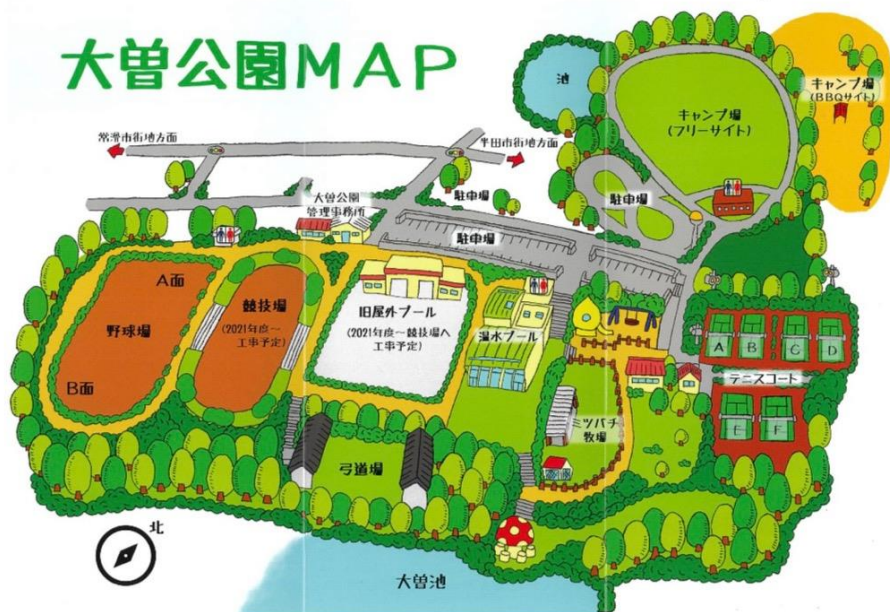 大曽公園MAP
池
キャンプ場
(BBQサイト)
キャンプ場
(フリーサイト)
常滑市街地方面
半田市街地方面
大曽公園
管理事務所
駐車場
駐車場
駐車場
A面
野球場
B面
競技場
(2021年度〜
工事予定)
旧屋外プール
(2021年度〜競技場へ
工事予定)
温水プール
A
B
C
D
テニスコート
E
F
ミツバチ
牧場
弓道場
北
大曽池